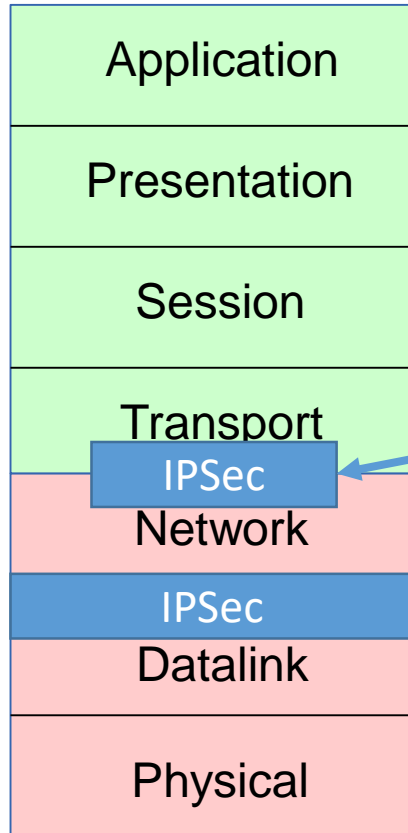 Application
Presentation
Session
Transport
IPSec
Network
IPSec
Datalink
Physical